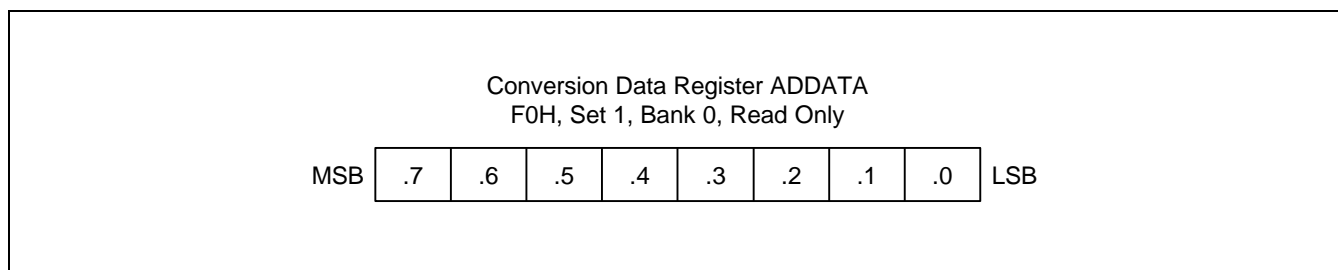 Conversion Data Register ADDATA
F0H, Set 1, Bank 0, Read Only
MSB .7 .6 .5 .4 .3 .2 .1 .0 LSB